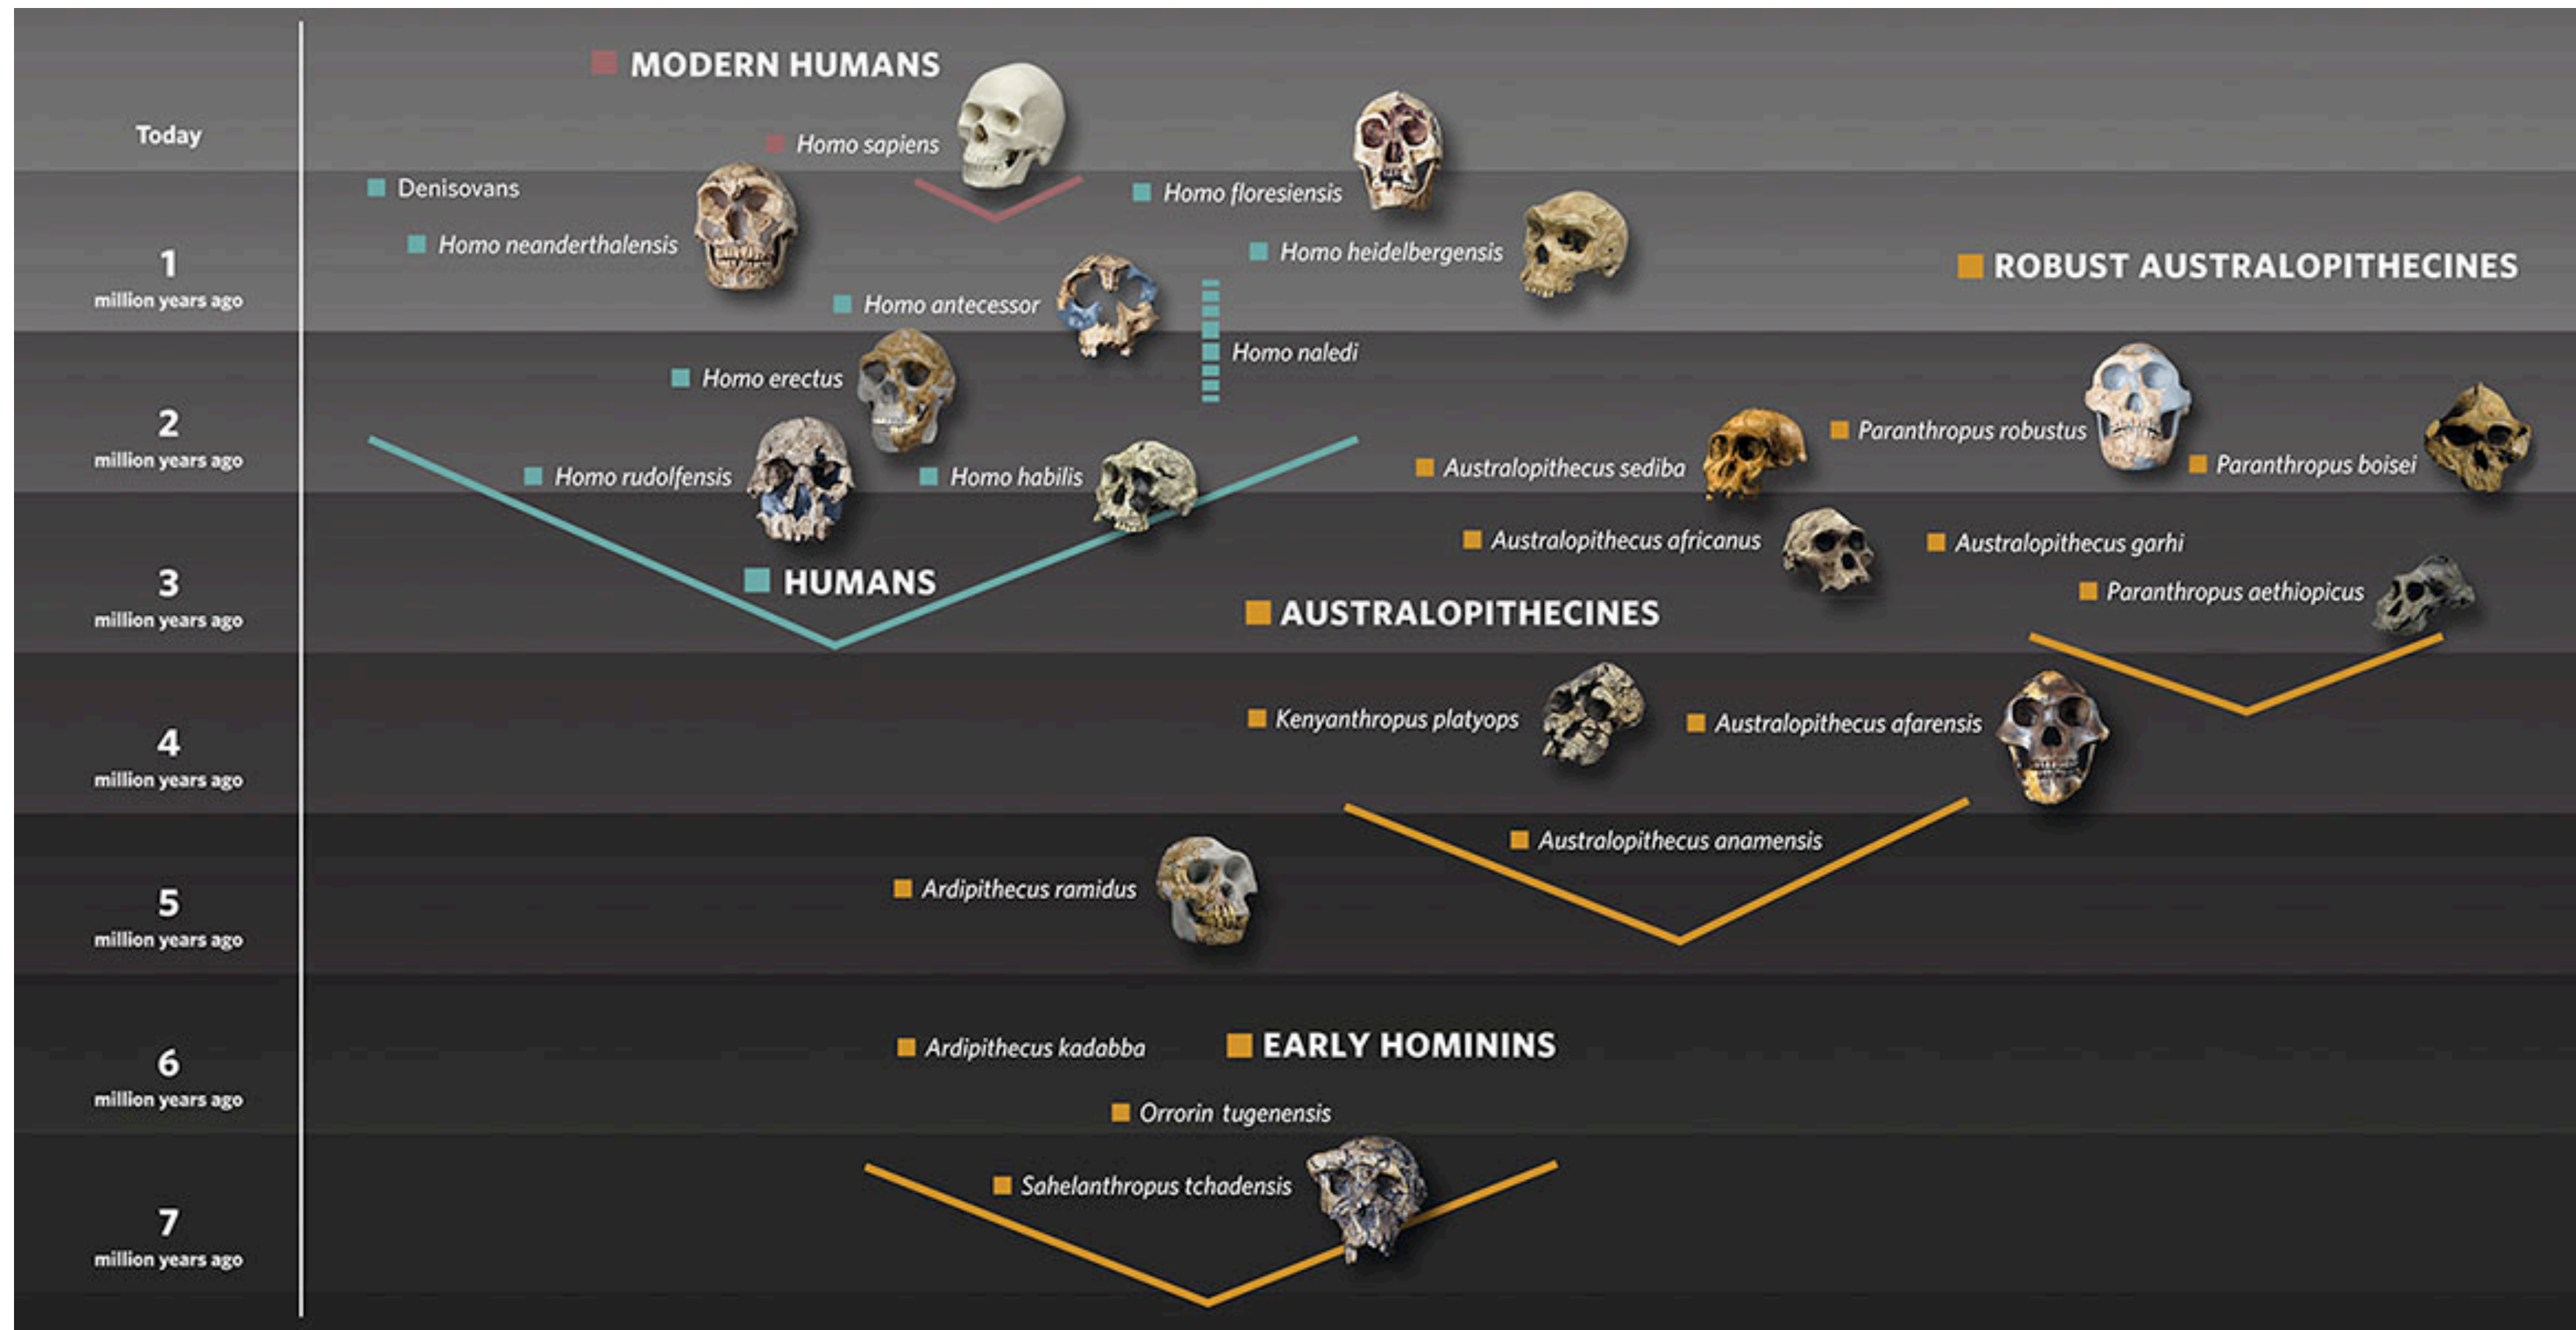 MODERN HUMANS
Today
Homo sapiens
Denisovans
Homo floresiensis
Homo neanderthalensis
Homo heidelbergensis
1
million years ago
ROBUST AUSTRALOPITHECINES
Homo antecessor
Homo naledi
Homo erectus
2
million years ago
Paranthropus robustus
Australopithecus sediba
Paranthropus boisei
Homo rudolfensis
Homo habilis
Australopithecus africanus
Australopithecus garhi
3
million years ago
HUMANS
Paranthropus aethiopicus
AUSTRALOPITHECINES
Kenyanthropus platyops
Australopithecus afarensis
4
million years ago
Australopithecus anamensis
Ardipithecus ramidus
5
million years ago
Ardipithecus kadabba
EARLY HOMININS
6
million years ago
Orrorin tugenensis
Sahelanthropus tchadensis
7
million years ago